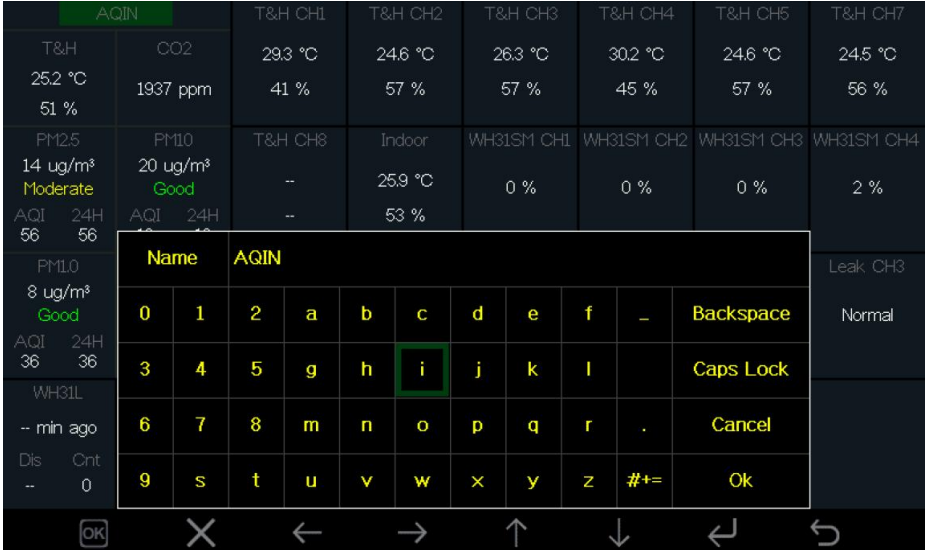 AQIN T&H CH1 T&H CH2 T&H CH3 T&H CH4 T&H CH5 T&H CH7
T&H CO2
29.3 °C 24.6 °C 26.3 °C 30.2 °C 24.6 °C 24.5 °C
25.2 °C 1937 ppm 41 % 57 % 57 % 45 % 57 % 56 %
51 %
PM2.5 PM10 T&H CH8 Indoor WH31SM CH1 WH31SM CH2 WH31SM CH3 WH31SM CH4
14 ug/m³ 20 ug/m³ -- 25.9 °C 0 % 0 % 0 % 2 %
Moderate Good
AQI 24H AQI 24H -- 53 %
56 56
Name AQIN
PM1.0 Leak CH3
8 ug/m³ Normal
Good
AQI 24H
36 36
0 1 2 a b c d e f _ Backspace
3 4 5 g h i j k l Caps Lock
WH31L
-- min ago
6 7 8 m n o p q r . Cancel
Dis Cnt
-- 0
9 s t u v w x y z #+= Ok
OK